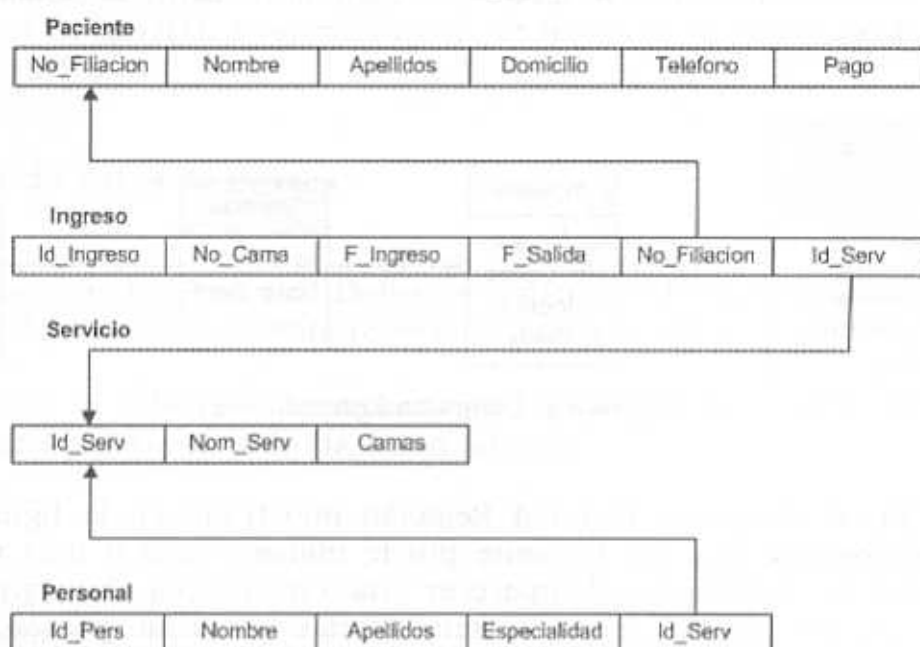 Paciente
No_Filiacion Nombre Apellidos Domicilio Telefono Pago
Ingreso
Id_Ingreso No_Cama F_Ingreso F_Salida No_Filiacion Id_Serv
Servicio
Id_Serv Nom_Serv Camas
Personal
Id_Pers Nombre Apellidos Especialidad Id_Serv